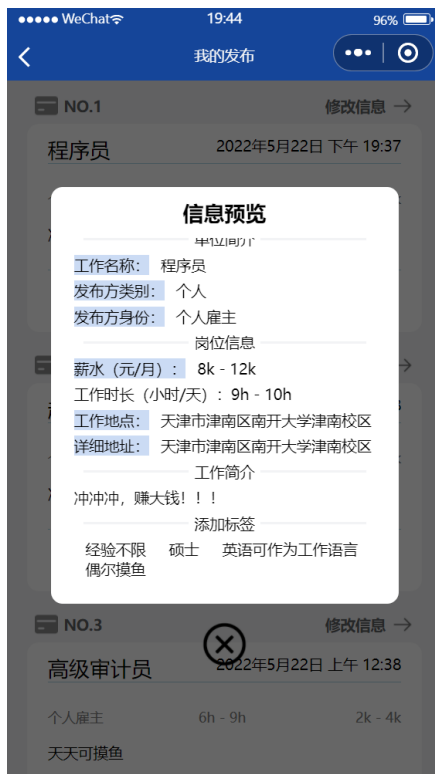 ●●●●● WeChat 19:44 96%
我的发布
NO.1 修改信息 →
程序员 2022年5月22日 下午 19:37
信息预览
单位简介
工作名称： 程序员
发布方类别： 个人
发布方身份： 个人雇主
岗位信息
薪水（元/月）： 8k - 12k
工作时长（小时/天）：9h - 10h
工作地点： 天津市津南区南开大学津南校区
详细地址： 天津市津南区南开大学津南校区
工作简介
冲冲冲，赚大钱！！！
添加标签
经验不限 硕士 英语可作为工作语言
偶尔摸鱼
NO.3 修改信息 →
高级审计员 2022年5月22日 上午 12:38
个人雇主 6h - 9h 2k - 4k
天天可摸鱼